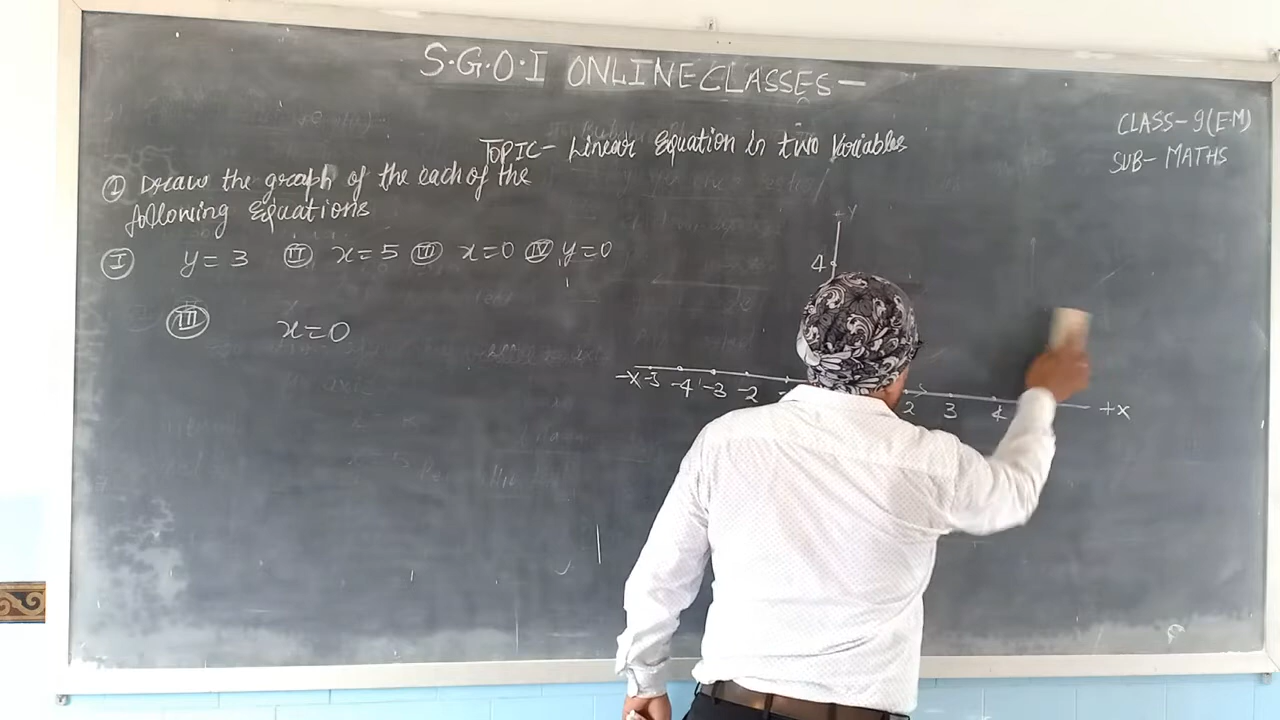 S.G.O.I ONLINE CLASSES-
CLASS-9(E.M)
SUB- MATHS
TOPIC- Linear Equation in two Variables
① Draw the graph of the each of the
following Equations
Ⓘ y=3 Ⓘⓘ x=5 Ⓘⓘⓘ x=0 ⒾⓋ y=0
Ⓘⓘⓘ x=0
+Y
4
-X -5 -4 -3 -2 2 3 4 +X